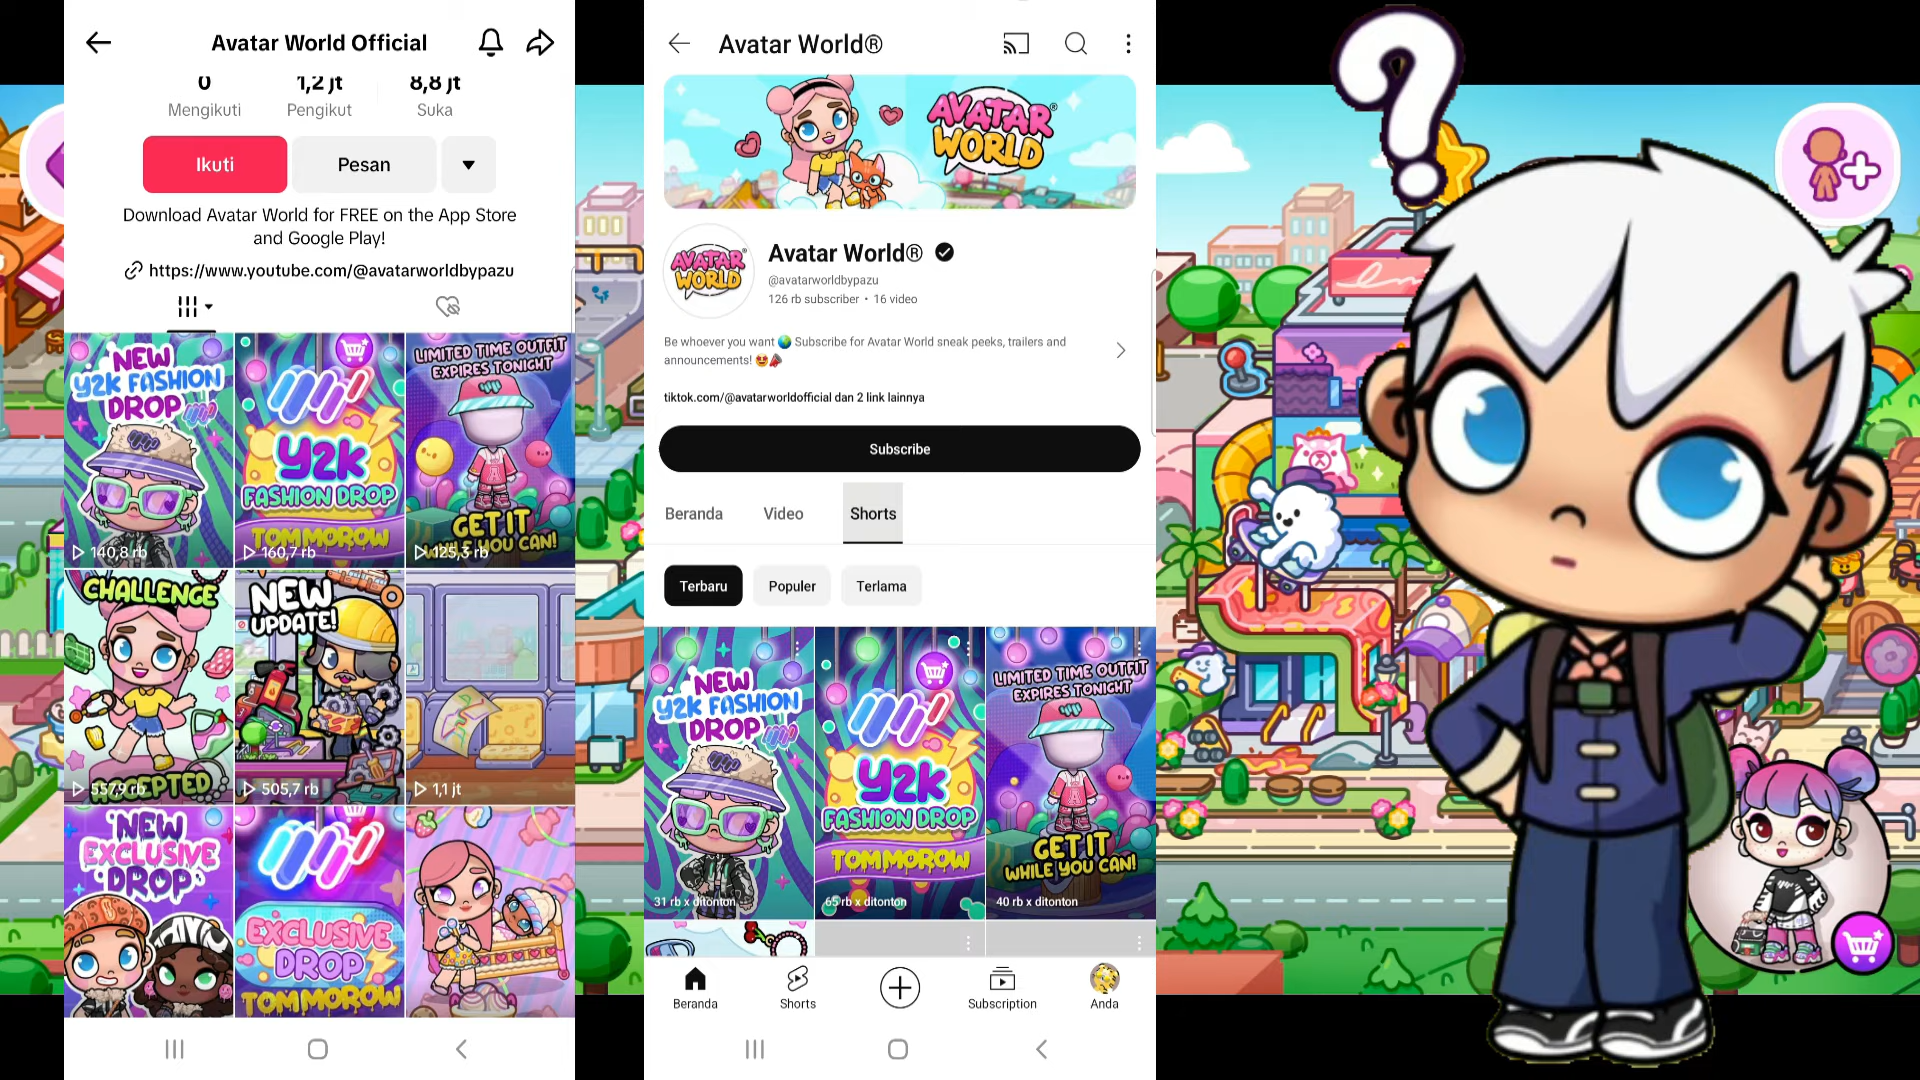 Avatar World Official
0
1,2 jt
8,8 jt
Mengikuti
Pengikut
Suka
Ikuti
Pesan
Download Avatar World for FREE on the App Store
and Google Play!
https://www.youtube.com/@avatarworldbypazu
NEW
Y2K FASHION
DROP
140,8 rb
Y2K
FASHION DROP
TOMMOROW
160,7 rb
LIMITED TIME OUTFIT
EXPIRES TONIGHT
GET IT
WHILE YOU CAN!
125,3 rb
CHALLENGE
ACCEPTED
557,9 rb
NEW
UPDATE!
505,7 rb
1,1 jt
NEW
EXCLUSIVE
DROP
EXCLUSIVE
DROP
TOMMOROW
Avatar World®
AVATAR
WORLD®
AVATAR
WORLD
Avatar World®
@avatarworldbypazu
126 rb subscriber • 16 video
Be whoever you want 🌍 Subscribe for Avatar World sneak peeks, trailers and
announcements! 🤩📣
tiktok.com/@avatarworldofficial dan 2 link lainnya
Subscribe
Beranda
Video
Shorts
Terbaru
Populer
Terlama
NEW
Y2K FASHION
DROP
31 rb x ditonton
Y2K
FASHION DROP
TOMMOROW
65 rb x ditonton
LIMITED TIME OUTFIT
EXPIRES TONIGHT
GET IT
WHILE YOU CAN!
40 rb x ditonton
Beranda
Shorts
Subscription
Anda
?